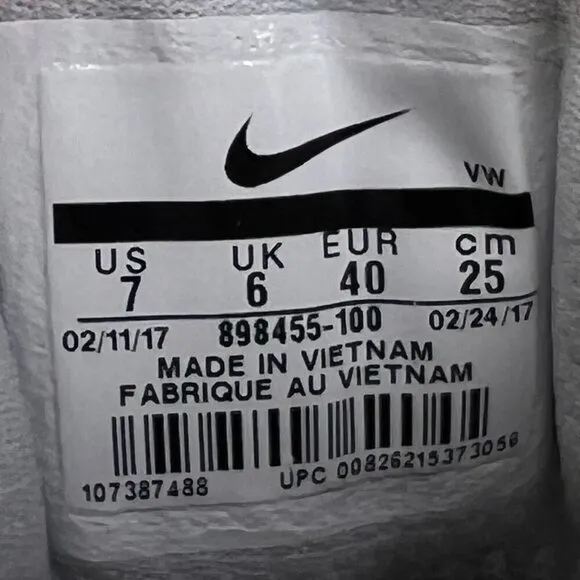 VW
US UK EUR cm
7 6 40 25
02/11/17 898455-100 02/24/17
MADE IN VIETNAM
FABRIQUE AU VIETNAM
107387488 UPC 00826215373056